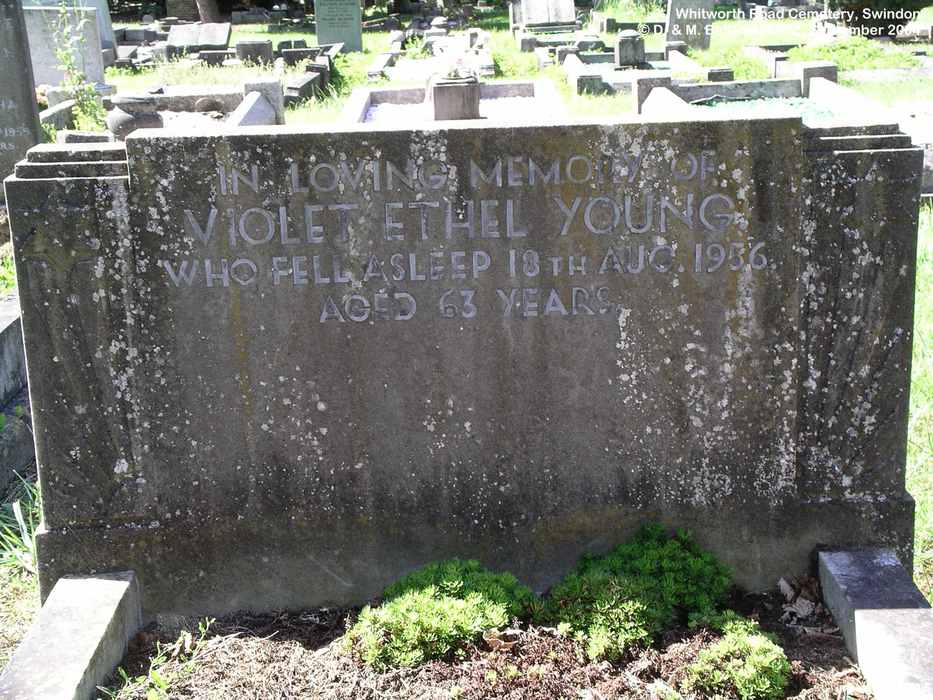 Whitworth Road Cemetery, Swindon
IN LOVING MEMORY OF
VIOLET ETHEL YOUNG
WHO FELL ASLEEP 18TH AUG. 1956
AGED 63 YEARS.
1955